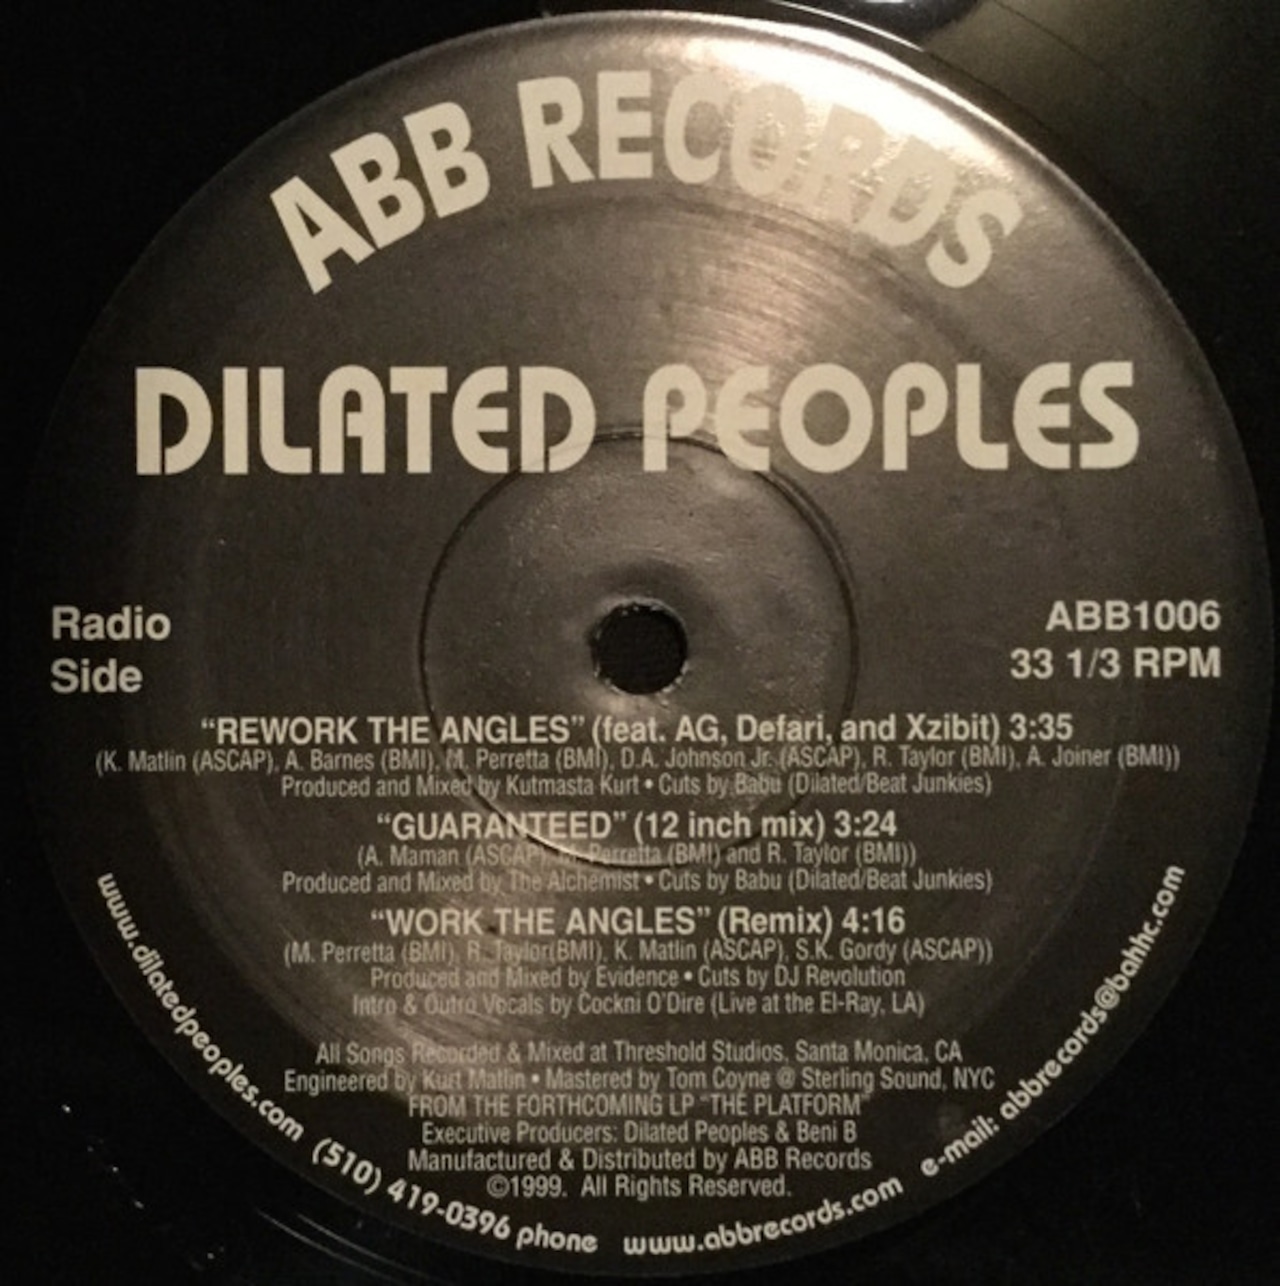 ABB RECORDS
DILATED PEOPLES
Radio
Side
ABB1006
33 1/3 RPM
“REWORK THE ANGLES” (feat. AG, Defari, and Xzibit) 3:35
(K. Matlin (ASCAP), A. Barnes (BMI), M. Perretta (BMI), D.A. Johnson Jr. (ASCAP), R. Taylor (BMI), A. Joiner (BMI))
Produced and Mixed by Kutmasta Kurt • Cuts by Babu (Dilated/Beat Junkies)
“GUARANTEED” (12 inch mix) 3:24
(A. Maman (ASCAP), M. Perretta (BMI) and R. Taylor (BMI))
Produced and Mixed by The Alchemist • Cuts by Babu (Dilated/Beat Junkies)
“WORK THE ANGLES” (Remix) 4:16
(M. Perretta (BMI), R. Taylor(BMI), K. Matlin (ASCAP), S.K. Gordy (ASCAP))
Produced and Mixed by Evidence • Cuts by DJ Revolution
Intro & Outro Vocals by Cockni O'Dire (Live at the El-Ray, LA)
All Songs Recorded & Mixed at Threshold Studios, Santa Monica, CA
Engineered by Kurt Matlin • Mastered by Tom Coyne @ Sterling Sound, NYC
FROM THE FORTHCOMING LP “THE PLATFORM”
Executive Producers: Dilated Peoples & Beni B
Manufactured & Distributed by ABB Records
©1999. All Rights Reserved.
www.dilatedpeoples.com (510) 419-0396 phone www.abbrecords.com e-mail: abbrecords@bahhc.com